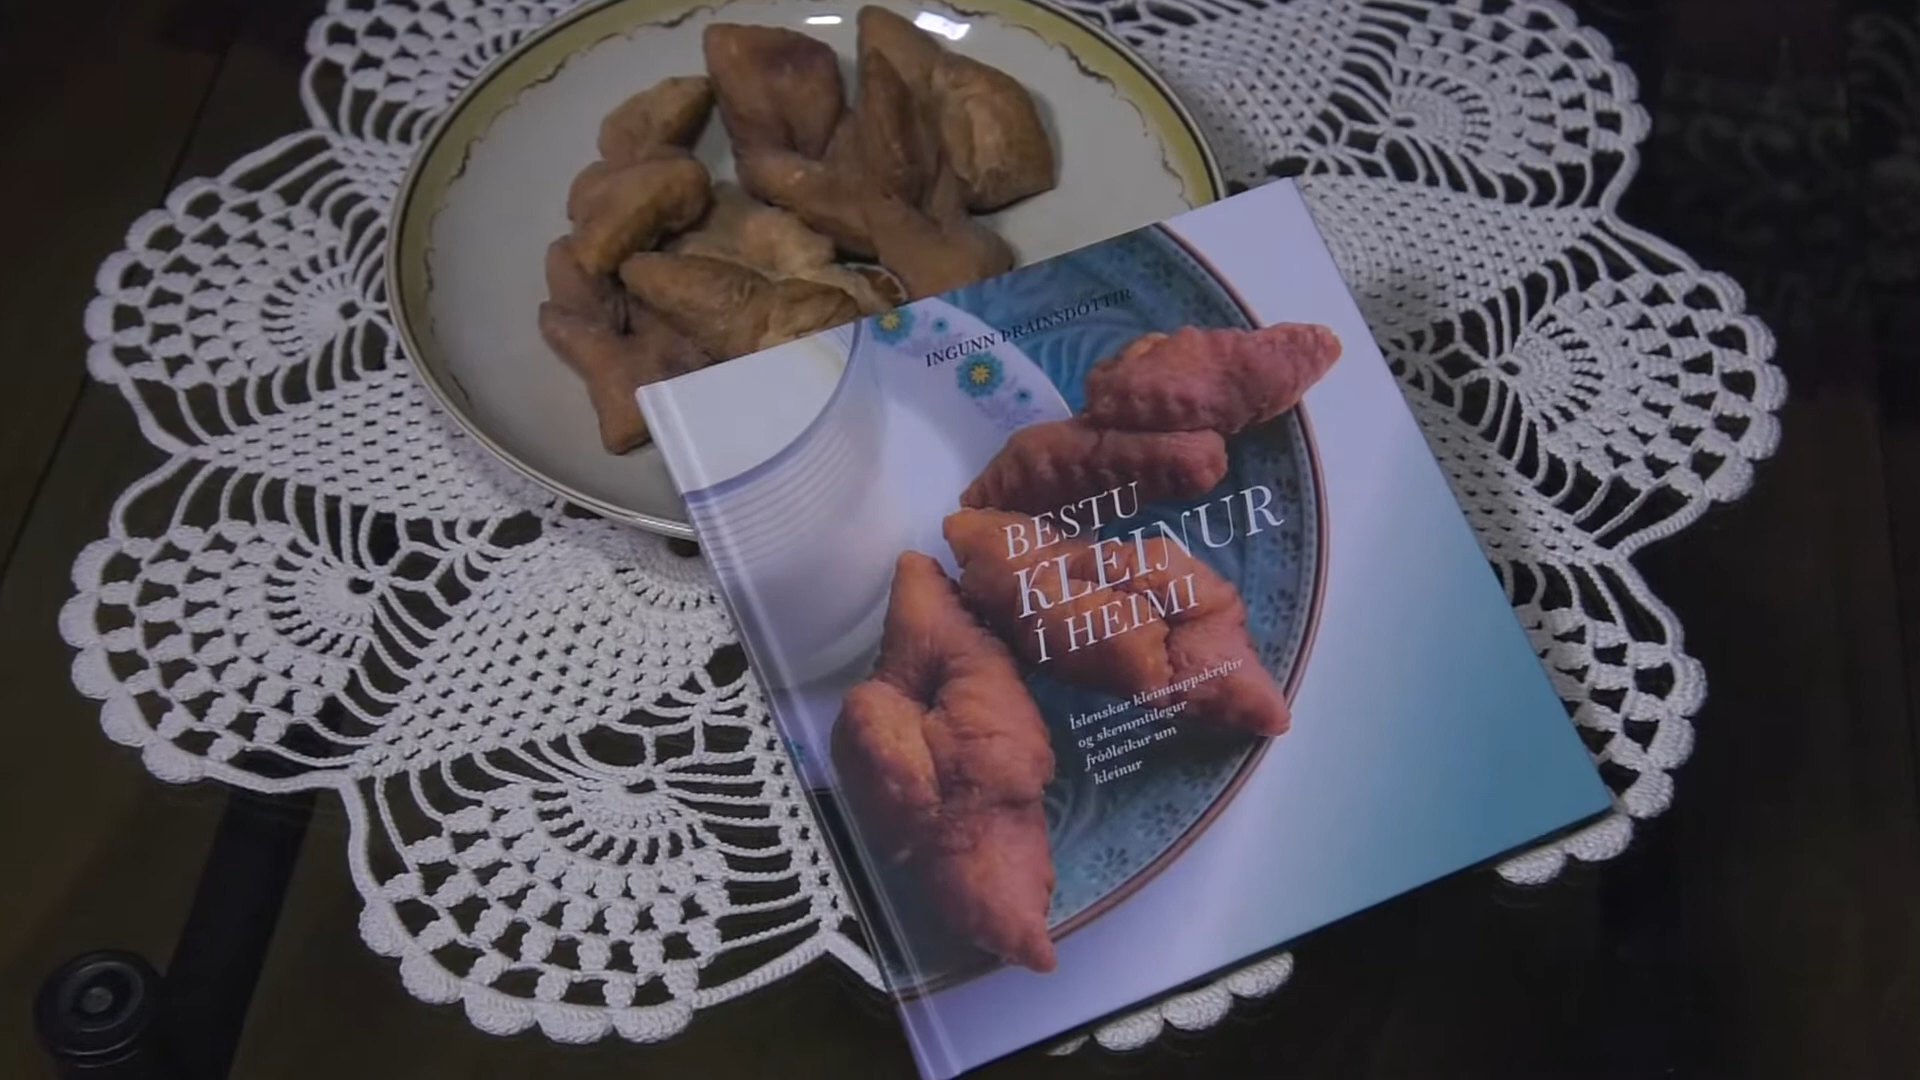 INGUNN ÞRÁINSDÓTTIR
BESTU
KLEINUR
Í HEIMI
Íslenskar kleinuuppskriftir
og skemmtilegur
fróðleikur um
kleinur